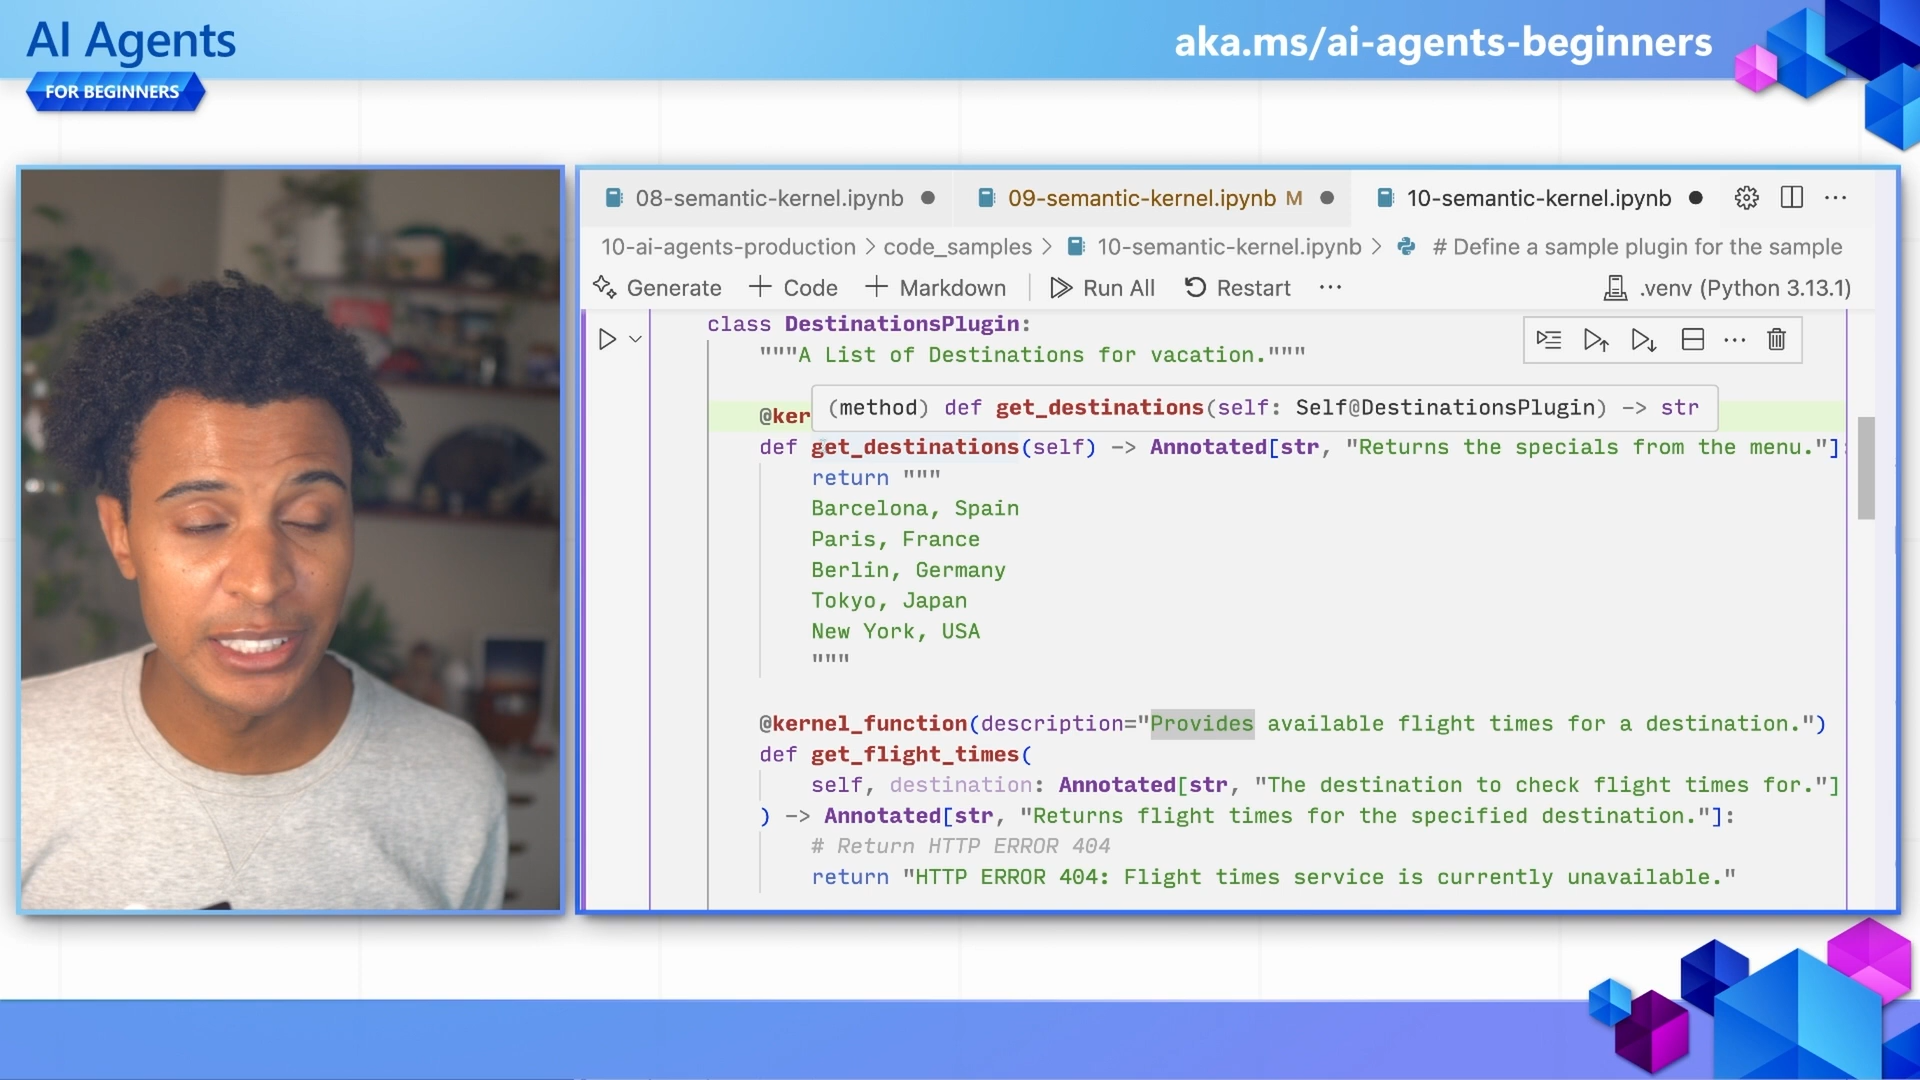 AI Agents
FOR BEGINNERS
aka.ms/ai-agents-beginners
08-semantic-kernel.ipynb
09-semantic-kernel.ipynb M
10-semantic-kernel.ipynb
10-ai-agents-production > code_samples > 10-semantic-kernel.ipynb > # Define a sample plugin for the sample
Generate + Code + Markdown Run All Restart ... .venv (Python 3.13.1)
class DestinationsPlugin:
"""A List of Destinations for vacation."""
@ker
(method) def get_destinations(self: Self@DestinationsPlugin) -> str
def get_destinations(self) -> Annotated[str, "Returns the specials from the menu."]:
return """
Barcelona, Spain
Paris, France
Berlin, Germany
Tokyo, Japan
New York, USA
"""
@kernel_function(description="Provides available flight times for a destination.")
def get_flight_times(
self, destination: Annotated[str, "The destination to check flight times for."]
) -> Annotated[str, "Returns flight times for the specified destination."]:
# Return HTTP ERROR 404
return "HTTP ERROR 404: Flight times service is currently unavailable."